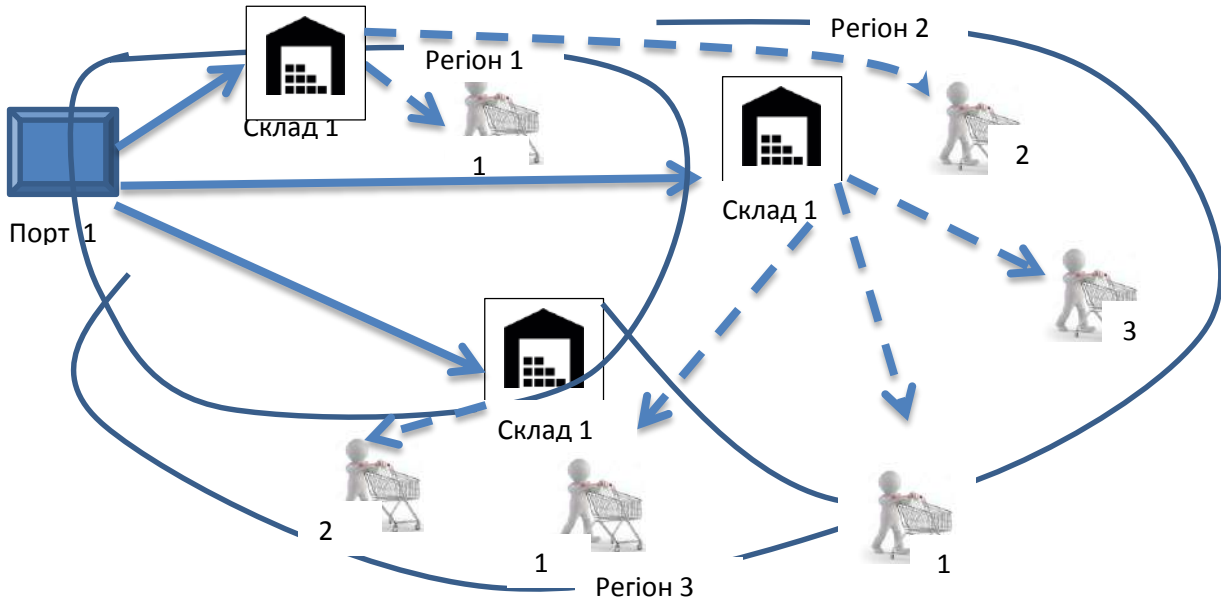 Регіон 2
Регіон 1
Склад 1
1
2
Склад 1
Порт 1
3
Склад 1
2
1
1
Регіон 3